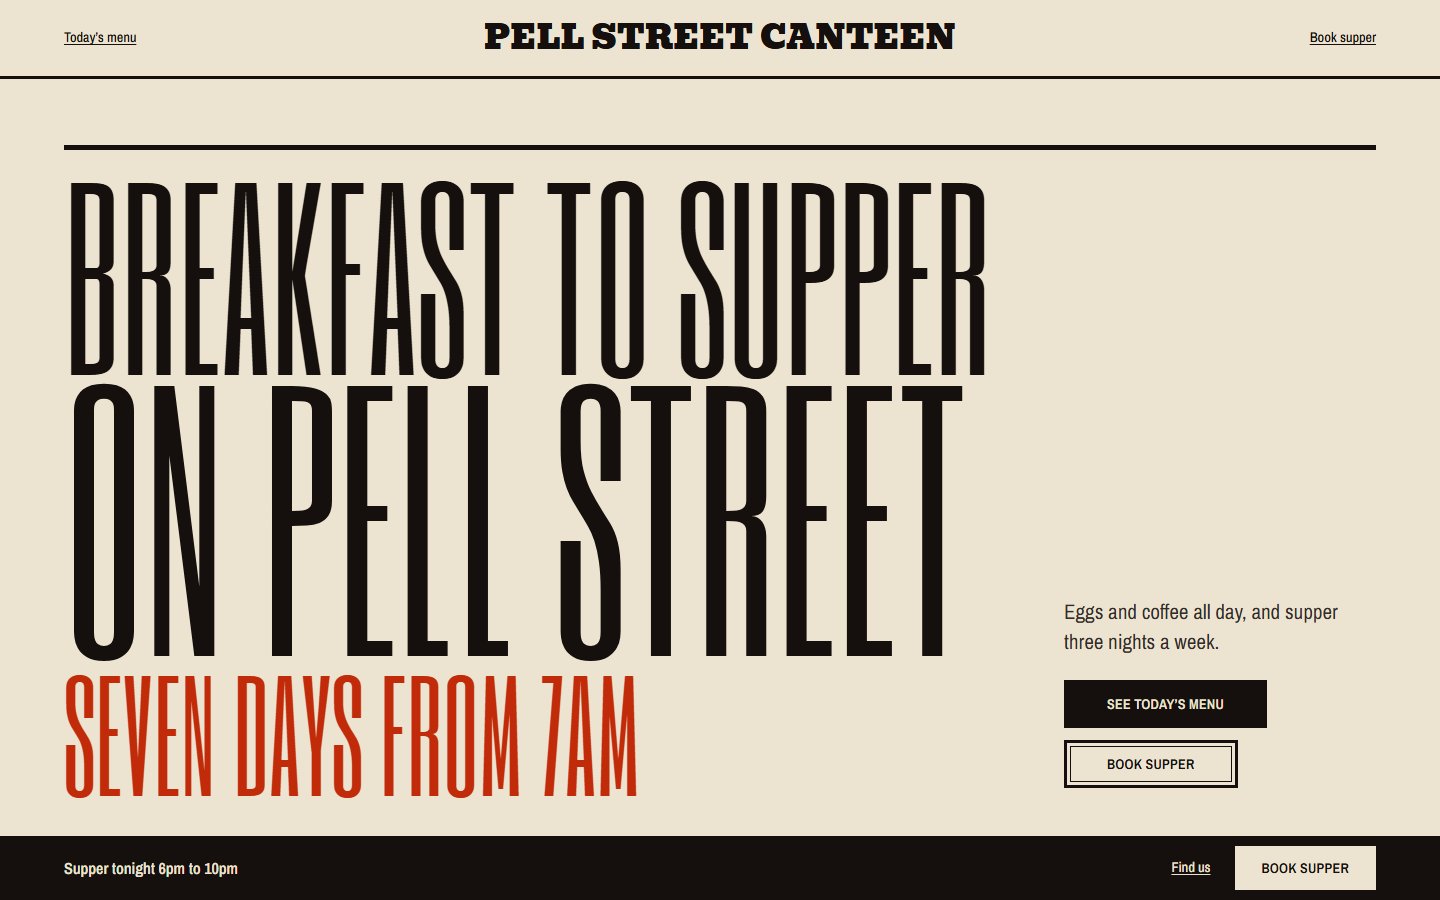 Today's menu
PELL STREET CANTEEN
Book supper
BREAKFAST TO SUPPER
ON PELL STREET
SEVEN DAYS FROM 7AM
Eggs and coffee all day, and supper
three nights a week.
SEE TODAY'S MENU
BOOK SUPPER
Supper tonight 6pm to 10pm
Find us
BOOK SUPPER